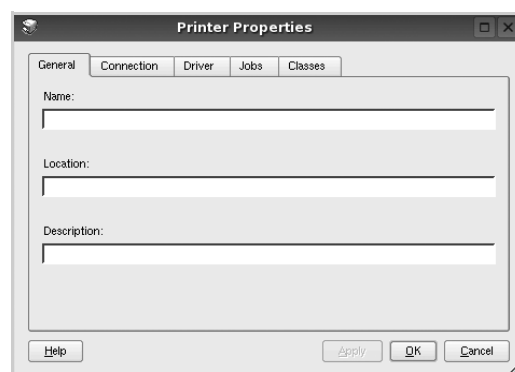 Printer Properties
General Connection Driver Jobs Classes
Name:
Location:
Description:
Help Apply OK Cancel